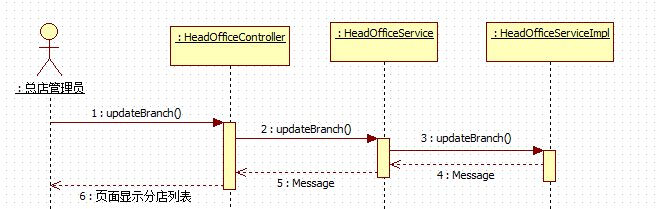 : HeadOfficeController
: HeadOfficeService
: HeadOfficeServiceImpl
: 总店管理员
1 : updateBranch()
2 : updateBranch()
3 : updateBranch()
4 : Message
5 : Message
6 : 页面显示分店列表